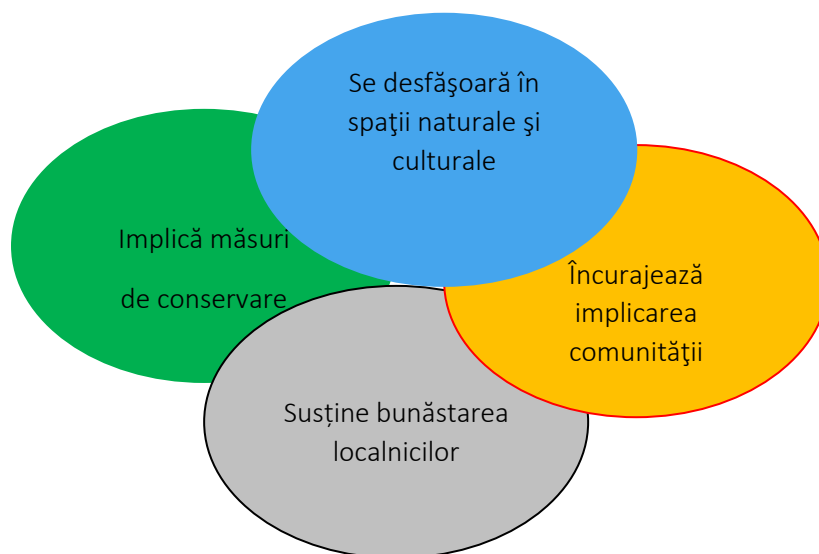 Se desfăşoară în
spaţii naturale şi
culturale
Implică măsuri
de conservare
Încurajează
implicarea
comunităţii
Susține bunăstarea
localnicilor